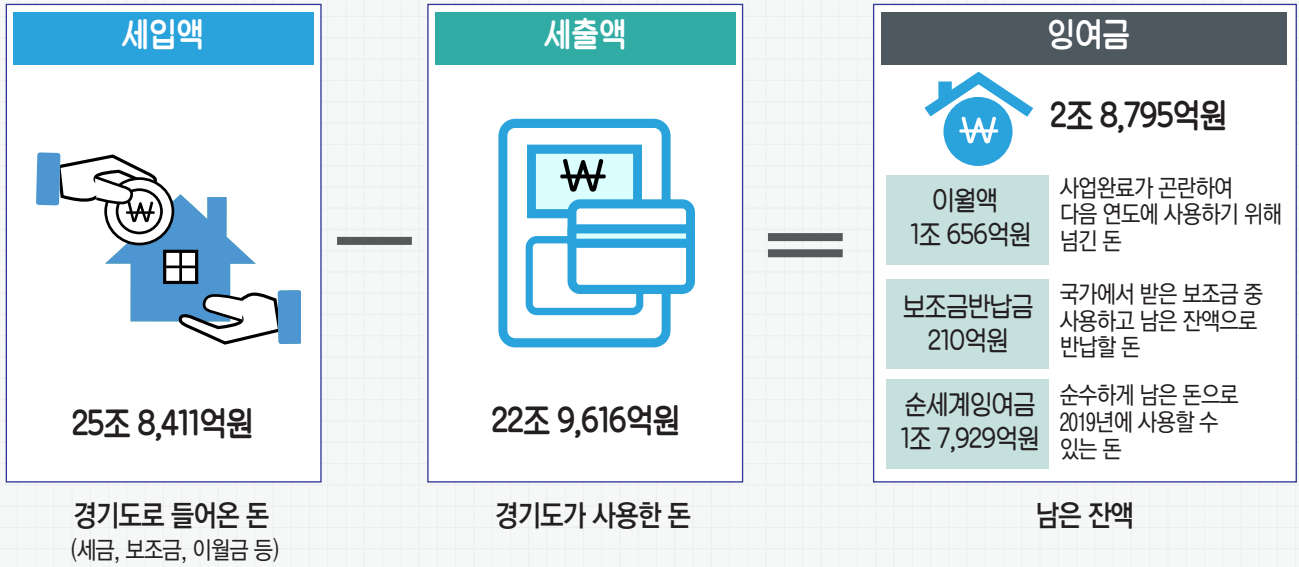 세입액
₩
25조 8,411억원
경기도로 들어온 돈
(세금, 보조금, 이월금 등)
세출액
₩
22조 9,616억원
경기도가 사용한 돈
잉여금
₩
2조 8,795억원
이월액
1조 656억원
사업완료가 곤란하여
다음 연도에 사용하기 위해
넘긴 돈
보조금반납금
210억원
국가에서 받은 보조금 중
사용하고 남은 잔액으로
반납할 돈
순세계잉여금
1조 7,929억원
순수하게 남은 돈으로
2019년에 사용할 수
있는 돈
남은 잔액